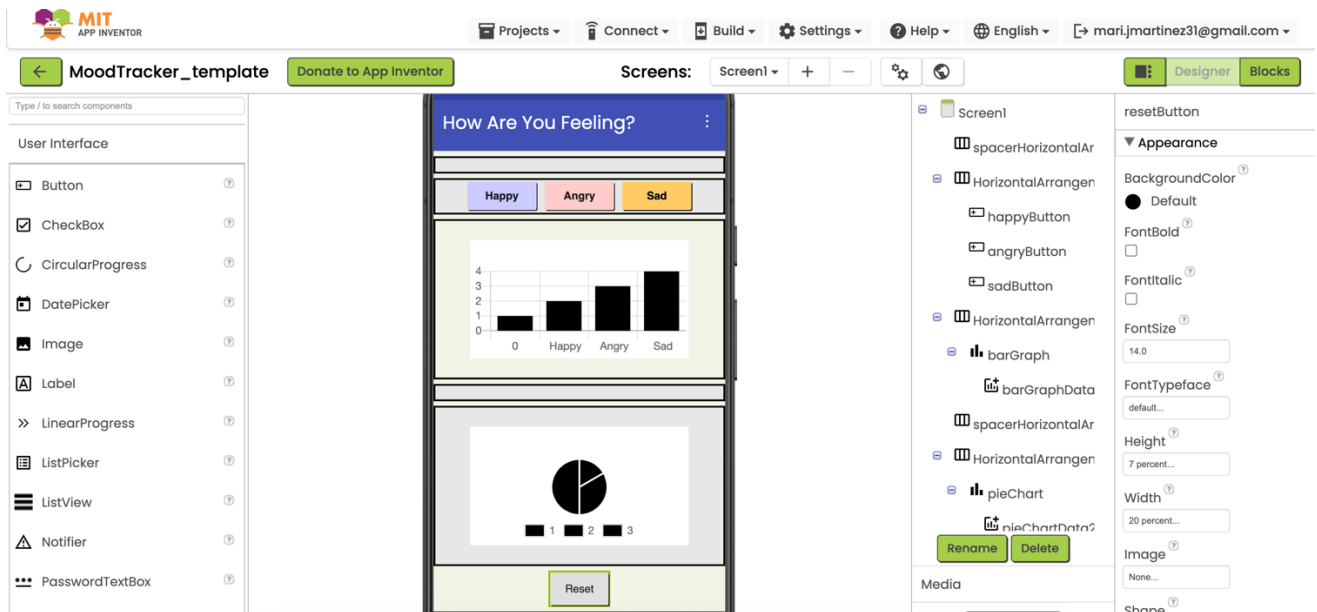 MIT
APP INVENTOR
Projects
Connect
Build
Settings
Help
English
mari.jmartinez31@gmail.com
MoodTracker_template
Donate to App Inventor
Screens:
Screen1
Designer
Blocks
Type / to search components
User Interface
Button
CheckBox
CircularProgress
DatePicker
Image
Label
LinearProgress
ListPicker
ListView
Notifier
PasswordTextBox
How Are You Feeling?
Happy Angry Sad
4
3
2
1
0
0 Happy Angry Sad
1 2 3
Reset
Screen1
spacerHorizontalAr
HorizontalArrangen
happyButton
angryButton
sadButton
HorizontalArrangen
barGraph
barGraphData
spacerHorizontalAr
HorizontalArrangen
pieChart
pieChartData2
Rename Delete
Media
resetButton
Appearance
BackgroundColor
Default
FontBold
FontItalic
FontSize
14.0
FontTypeface
default...
Height
7 percent...
Width
20 percent...
Image
None...
Shape